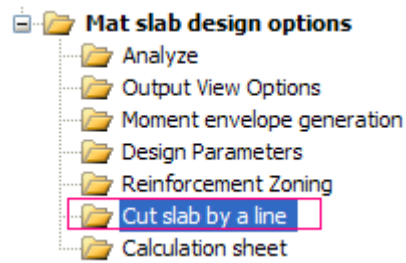 Mat slab design options
Analyze
Output View Options
Moment envelope generation
Design Parameters
Reinforcement Zoning
Cut slab by a line
Calculation sheet